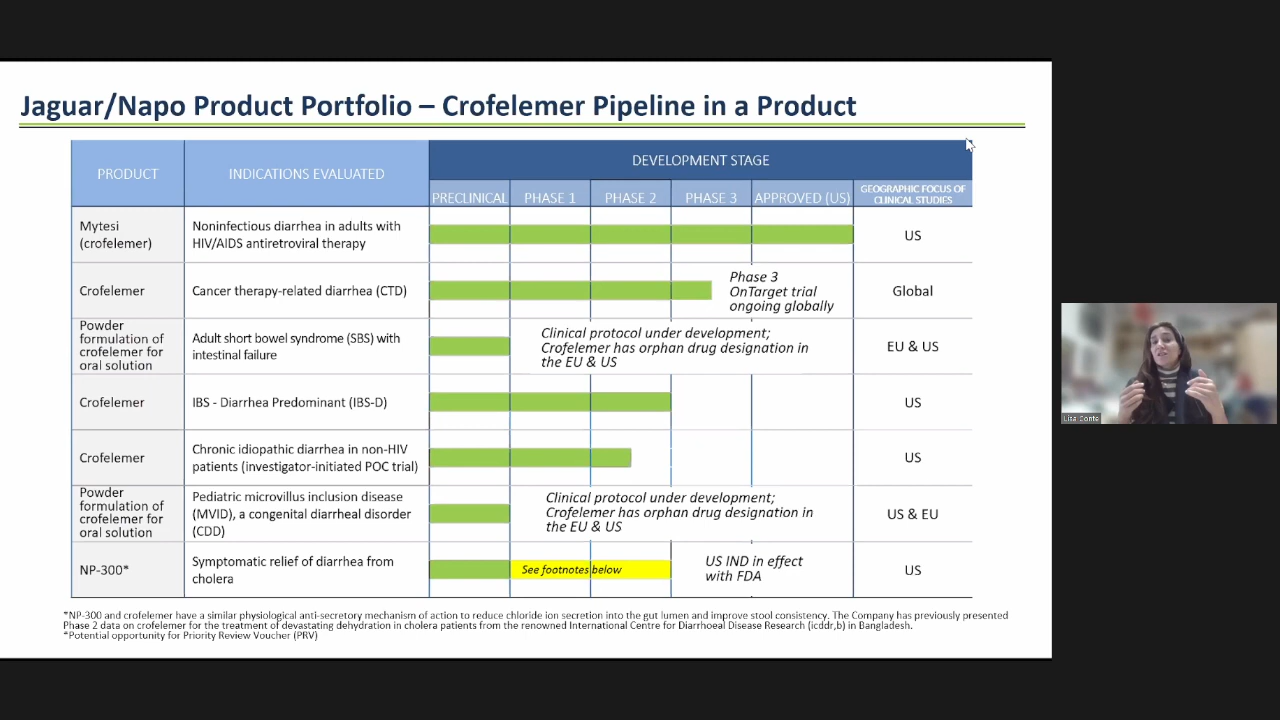 Jaguar/Napo Product Portfolio – Crofelemer Pipeline in a Product
PRODUCT
INDICATIONS EVALUATED
DEVELOPMENT STAGE
PRECLINICAL
PHASE 1
PHASE 2
PHASE 3
APPROVED (US)
GEOGRAPHIC FOCUS OF
CLINICAL STUDIES
Mytesi
(crofelemer)
Noninfectious diarrhea in adults with
HIV/AIDS antiretroviral therapy
US
Crofelemer
Cancer therapy-related diarrhea (CTD)
Phase 3
OnTarget trial
ongoing globally
Global
Powder
formulation of
crofelemer for
oral solution
Adult short bowel syndrome (SBS) with
intestinal failure
Clinical protocol under development;
Crofelemer has orphan drug designation in
the EU & US
EU & US
Crofelemer
IBS - Diarrhea Predominant (IBS-D)
US
Crofelemer
Chronic idiopathic diarrhea in non-HIV
patients (investigator-initiated POC trial)
US
Powder
formulation of
crofelemer for
oral solution
Pediatric microvillus inclusion disease
(MVID), a congenital diarrheal disorder
(CDD)
Clinical protocol under development;
Crofelemer has orphan drug designation in
the EU & US
US & EU
NP-300*
Symptomatic relief of diarrhea from
cholera
See footnotes below
US IND in effect
with FDA
US
*NP-300 and crofelemer have a similar physiological anti-secretory mechanism of action to reduce chloride ion secretion into the gut lumen and improve stool consistency. The Company has previously presented
Phase 2 data on crofelemer for the treatment of devastating dehydration in cholera patients from the renowned International Centre for Diarrhoeal Disease Research (icddr,b) in Bangladesh.
*Potential opportunity for Priority Review Voucher (PRV)
Lisa Conte